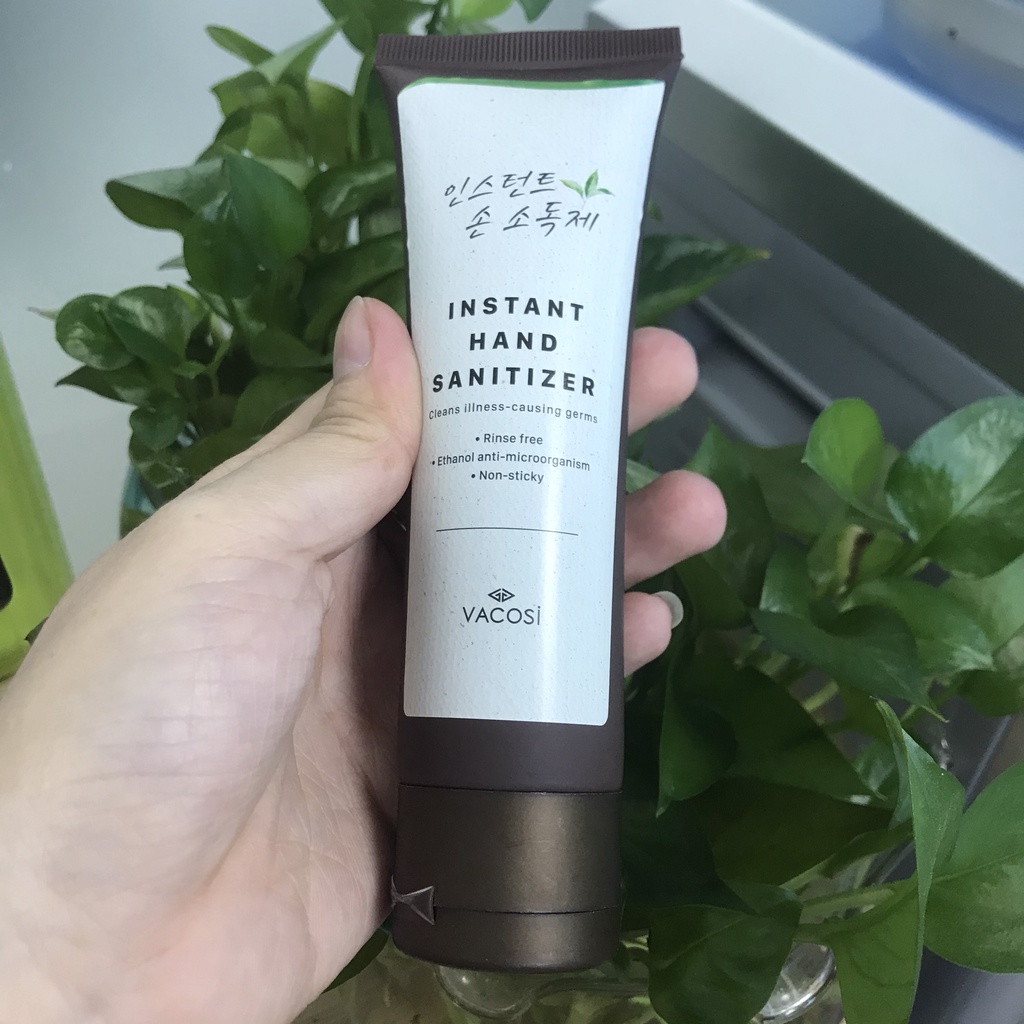 인스턴트
손 소독제
INSTANT
HAND
SANITIZER
Cleans illness-causing germs
• Rinse free
• Ethanol anti-microorganism
• Non-sticky
VACOSI